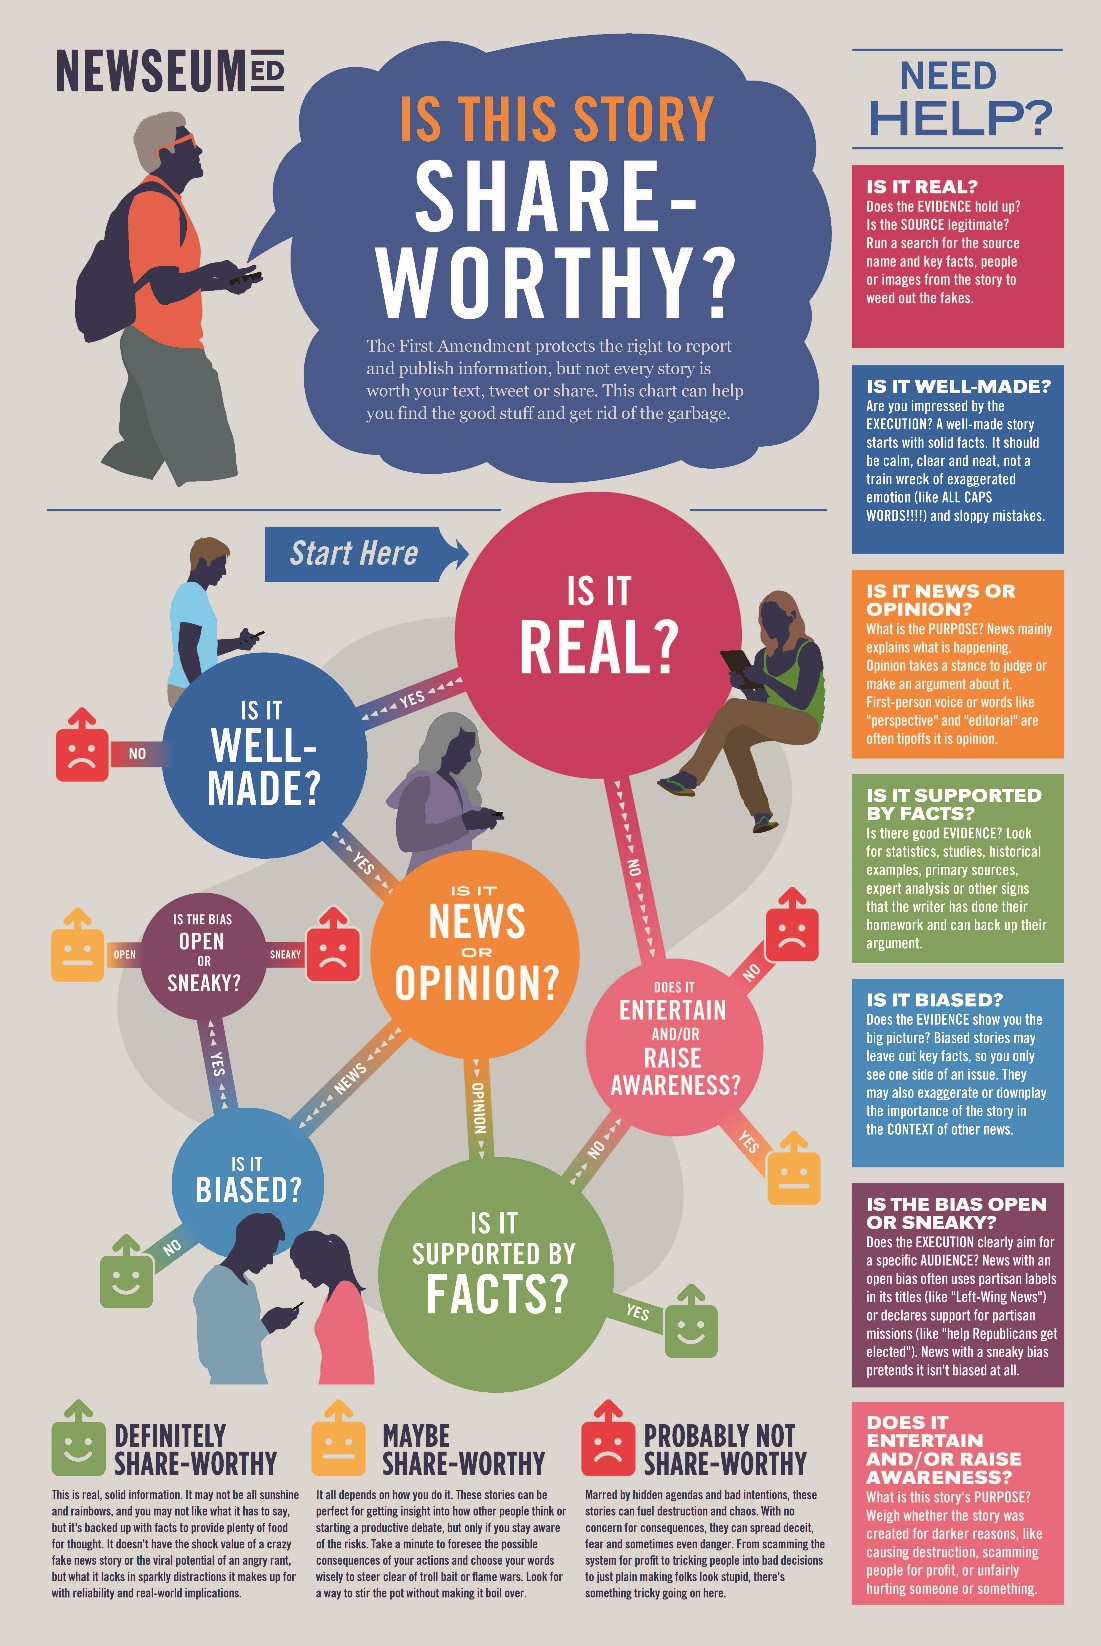 NEWSEUMED
IS THIS STORY
SHARE-
WORTHY?
The First Amendment protects the right to report
and publish information, but not every story is
worth your text, tweet or share. This chart can help
you find the good stuff and get rid of the garbage.
Start Here
IS IT
REAL?
YES
NO
IS IT
WELL-
MADE?
NO
YES
IS IT
NEWS
OR
OPINION?
NEWS
OPINION
IS THE BIAS
OPEN
OR
SNEAKY?
OPEN
SNEAKY
YES
IS IT
BIASED?
NO
DOES IT
ENTERTAIN
AND/OR
RAISE
AWARENESS?
NO
YES
NO
IS IT
SUPPORTED BY
FACTS?
YES
DEFINITELY
SHARE-WORTHY
This is real, solid information. It may not be all sunshine
and rainbows, and you may not like what it has to say,
but it's backed up with facts to provide plenty of food
for thought. It doesn't have the shock value of a crazy
fake news story or the viral potential of an angry rant,
but what it lacks in sparkly distractions it makes up for
with reliability and real-world implications.
MAYBE
SHARE-WORTHY
It all depends on how you do it. These stories can be
perfect for getting insight into how other people think or
starting a productive debate, but only if you stay aware
of the risks. Take a minute to foresee the possible
consequences of your actions and choose your words
wisely to steer clear of troll bait or flame wars. Look for
a way to stir the pot without making it boil over.
PROBABLY NOT
SHARE-WORTHY
Marred by hidden agendas and bad intentions, these
stories can fuel destruction and chaos. With no
concern for consequences, they can spread deceit,
fear and sometimes even danger. From scamming the
system for profit to tricking people into bad decisions
to just plain making folks look stupid, there's
something tricky going on here.
NEED
HELP?
IS IT REAL?
Does the EVIDENCE hold up?
Is the SOURCE legitimate?
Run a search for the source
name and key facts, people
or images from the story to
weed out the fakes.
IS IT WELL-MADE?
Are you impressed by the
EXECUTION? A well-made story
starts with solid facts. It should
be calm, clear and neat, not a
train wreck of exaggerated
emotion (like ALL CAPS
WORDS!!!!) and sloppy mistakes.
IS IT NEWS OR
OPINION?
What is the PURPOSE? News mainly
explains what is happening.
Opinion takes a stance to judge or
make an argument about it.
First-person voice or words like
"perspective" and "editorial" are
often tipoffs it is opinion.
IS IT SUPPORTED
BY FACTS?
Is there good EVIDENCE? Look
for statistics, studies, historical
examples, primary sources,
expert analysis or other signs
that the writer has done their
homework and can back up their
argument.
IS IT BIASED?
Does the EVIDENCE show you the
big picture? Biased stories may
leave out key facts, so you only
see one side of an issue. They
may also exaggerate or downplay
the importance of the story in
the CONTEXT of other news.
IS THE BIAS OPEN
OR SNEAKY?
Does the EXECUTION clearly aim for
a specific AUDIENCE? News with an
open bias often uses partisan labels
in its titles (like "Left-Wing News")
or declares support for partisan
missions (like "help Republicans get
elected"). News with a sneaky bias
pretends it isn't biased at all.
DOES IT
ENTERTAIN
AND/OR RAISE
AWARENESS?
What is this story's PURPOSE?
Weigh whether the story was
created for darker reasons, like
causing destruction, scamming
people for profit, or unfairly
hurting someone or something.